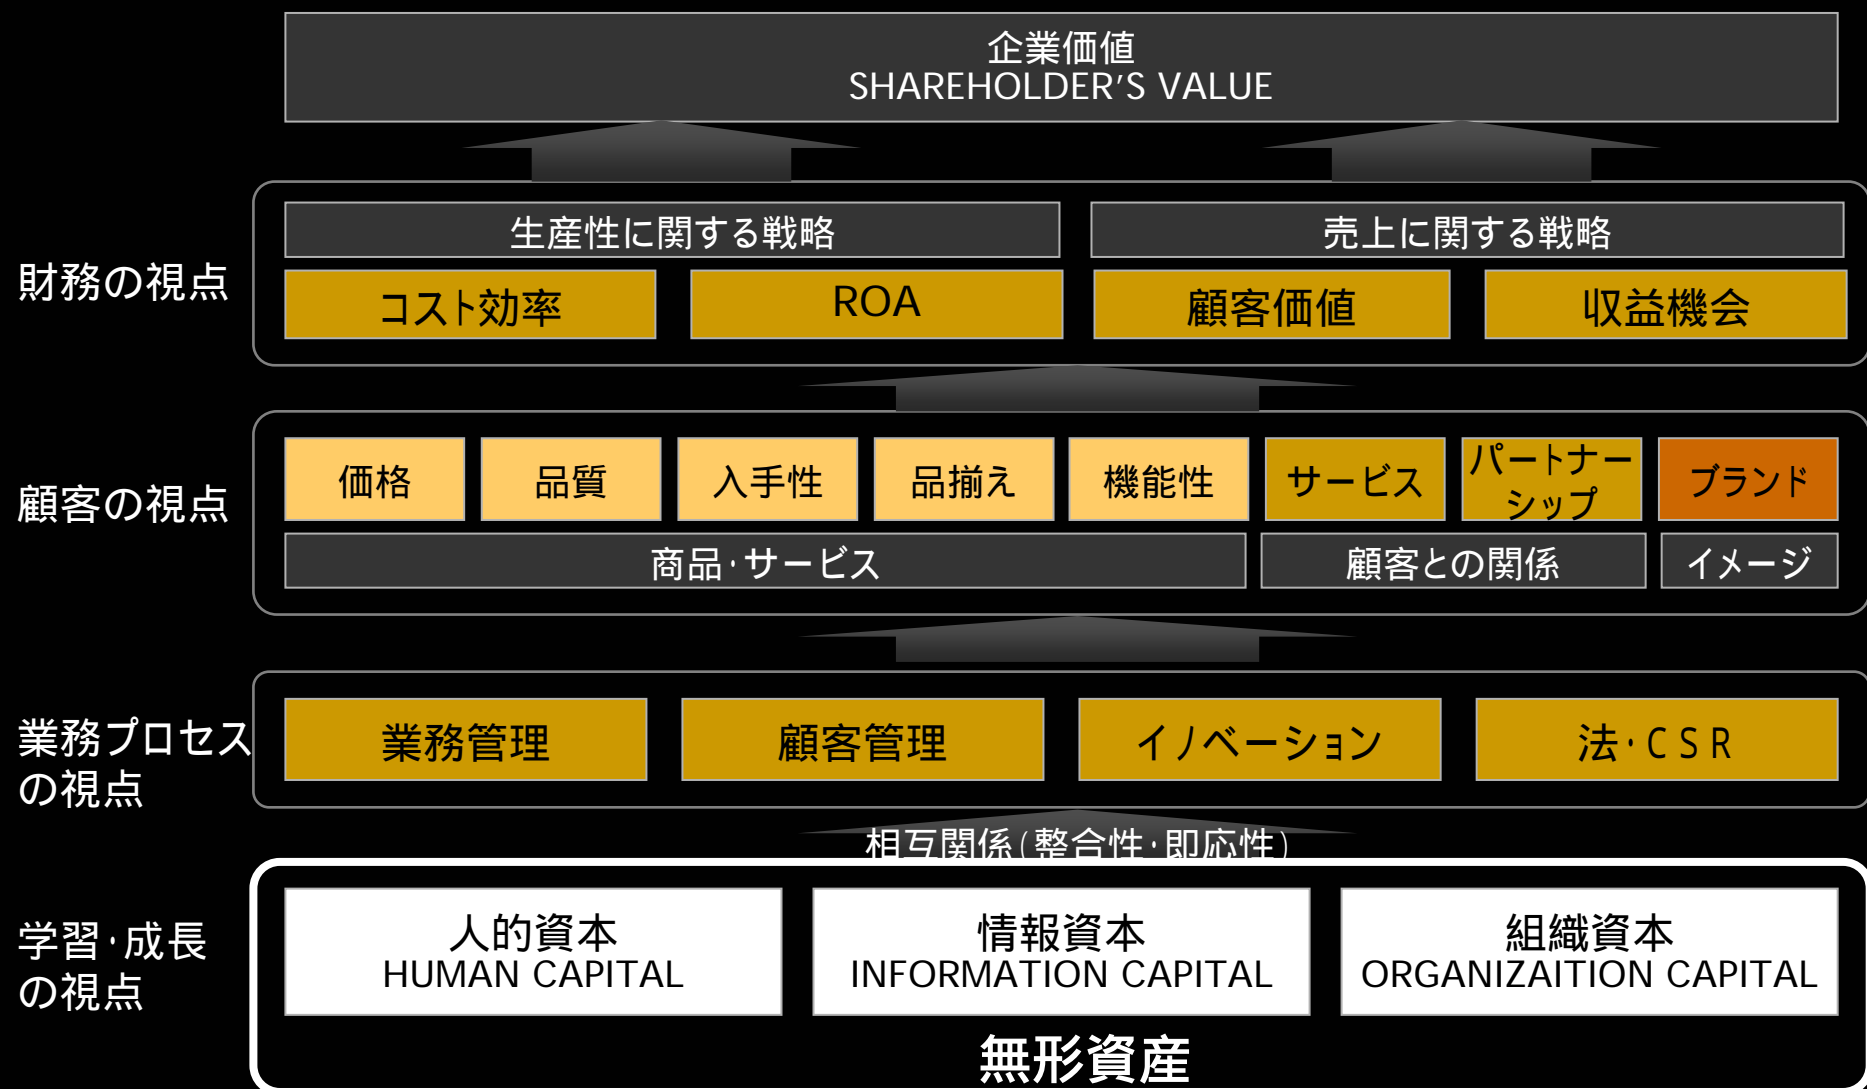 企業価値
SHAREHOLDER'S VALUE
財務の視点
生産性に関する戦略
売上に関する戦略
コスト効率
ROA
顧客価値
収益機会
顧客の視点
価格
品質
入手性
品揃え
機能性
サービス
パートナー
シップ
ブランド
商品・サービス
顧客との関係
イメージ
業務プロセス
の視点
業務管理
顧客管理
イノベーション
法・CSR
相互関係(整合性・即応性)
学習・成長
の視点
人的資本
HUMAN CAPITAL
情報資本
INFORMATION CAPITAL
組織資本
ORGANIZAITION CAPITAL
無形資産